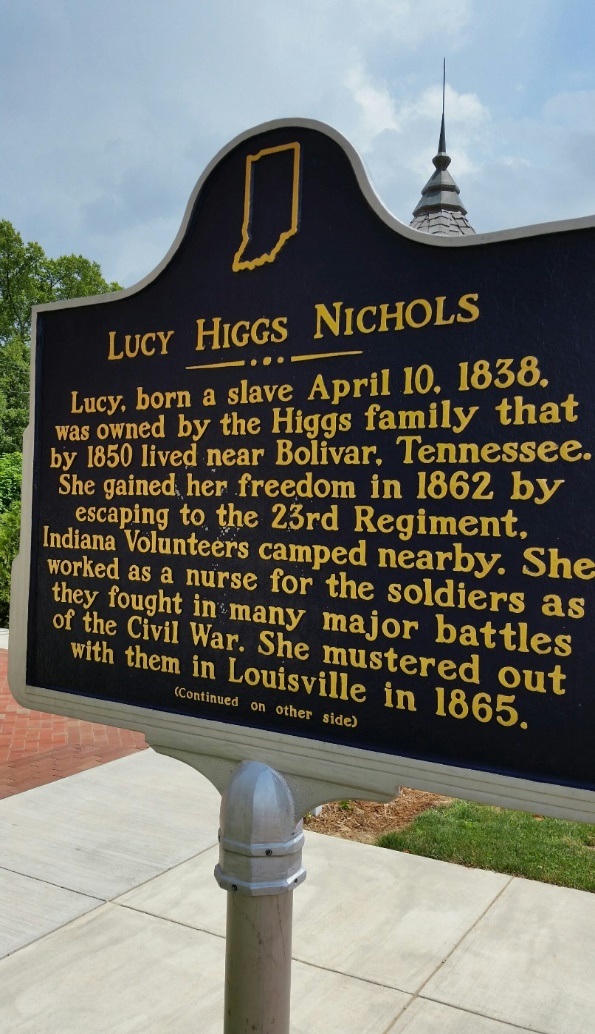 LUCY HIGGS NICHOLS
Lucy, born a slave April 10, 1838,
was owned by the Higgs family that
by 1850 lived near Bolivar, Tennessee.
She gained her freedom in 1862 by
escaping to the 23rd Regiment,
Indiana Volunteers camped nearby. She
worked as a nurse for the soldiers as
they fought in many major battles
of the Civil War. She mustered out
with them in Louisville in 1865.
(Continued on other side)